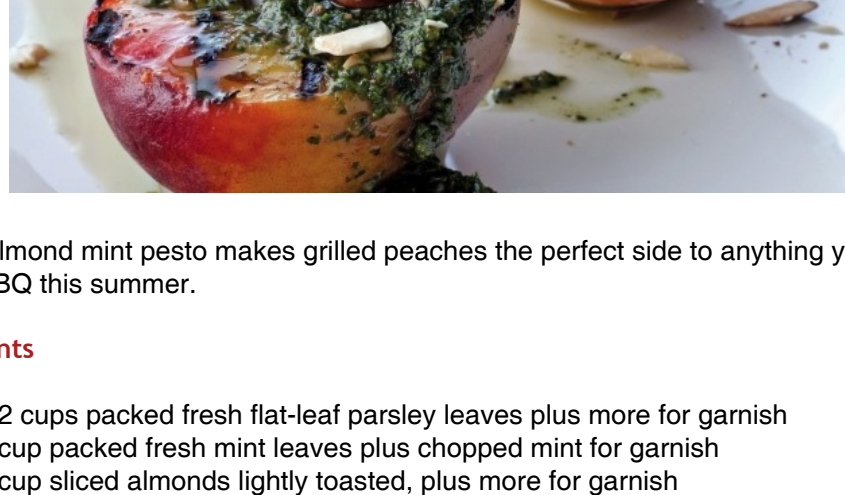 lmond mint pesto makes grilled peaches the perfect side to anything y
BQ this summer.
nts
2 cups packed fresh flat-leaf parsley leaves plus more for garnish
cup packed fresh mint leaves plus chopped mint for garnish
cup sliced almonds lightly toasted, plus more for garnish